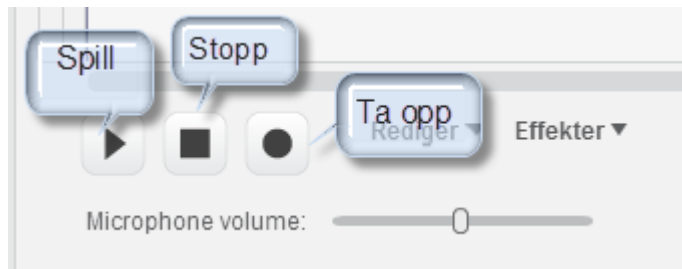 Spill
Stopp
Ta opp
Rediger
Effekter
Microphone volume: